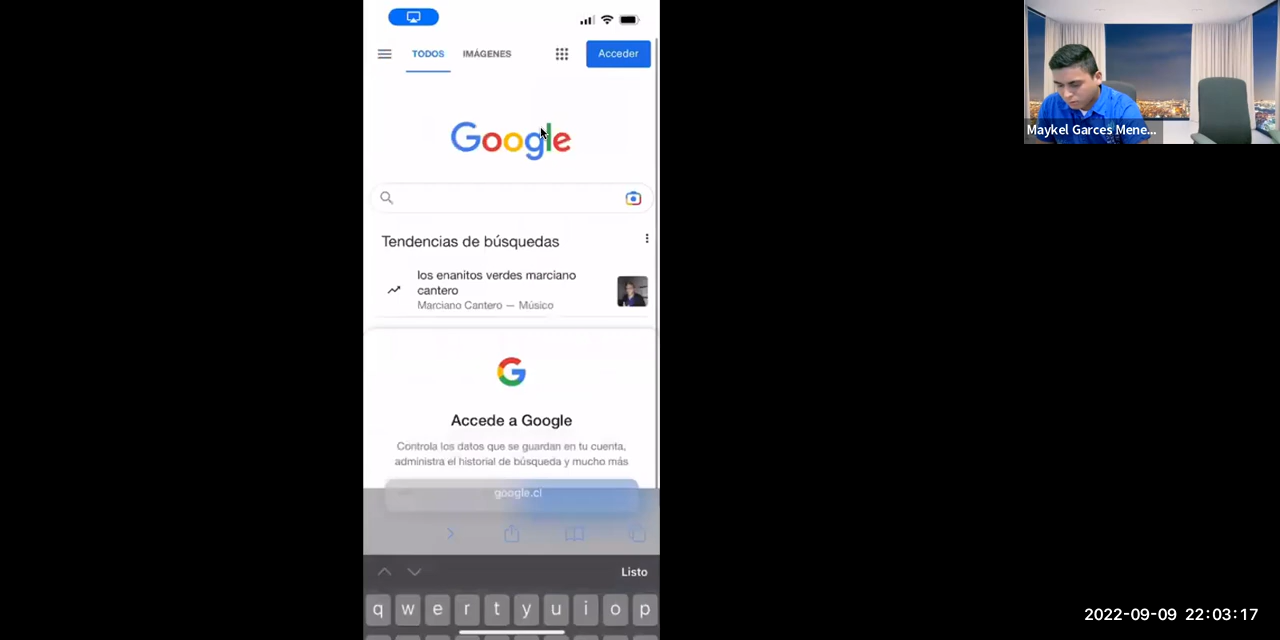 TODOS IMÁGENES Acceder
Google
Tendencias de búsquedas
los enanitos verdes marciano
cantero
Marciano Cantero — Músico
G
Accede a Google
Controla los datos que se guardan en tu cuenta,
administra el historial de búsqueda y mucho más
google.cl
Listo
q w e r t y u i o p
Maykel Garces Mene...
2022-09-09 22:03:17